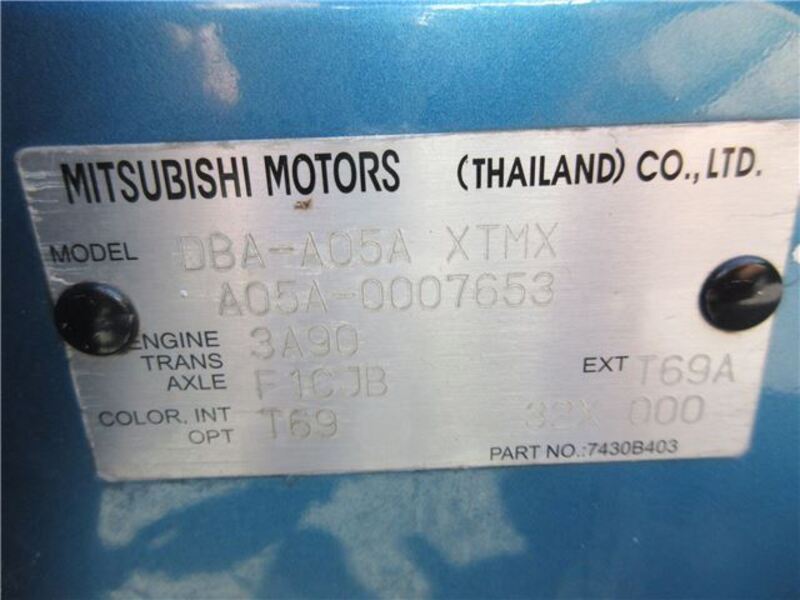 MITSUBISHI MOTORS (THAILAND) CO., LTD.
MODEL DBA-A05A XTMX
A05A-0007653
ENGINE 3A90
TRANS AXLE F1CJB
EXT T69A
COLOR, INT OPT T69
32X 000
PART NO.:7430B403